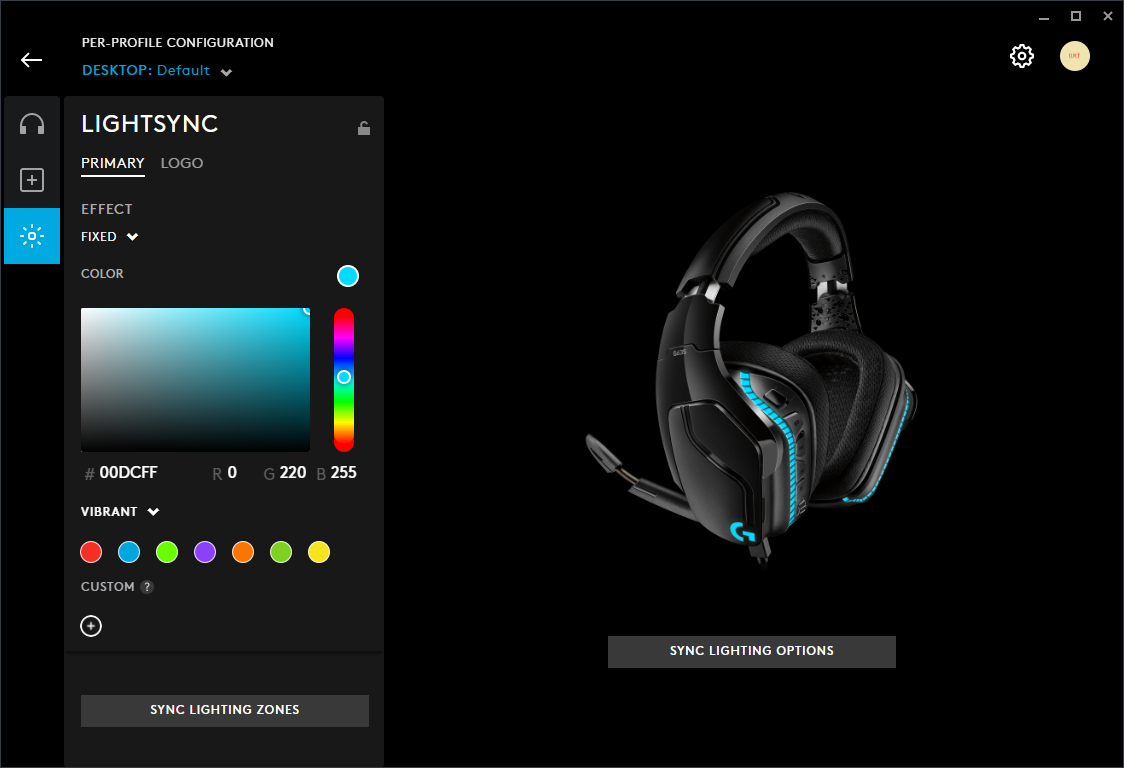 PER-PROFILE CONFIGURATION
DESKTOP: Default
LIGHTSYNC
PRIMARY LOGO
EFFECT
FIXED
COLOR
# 00DCFF R 0 G 220 B 255
VIBRANT
CUSTOM ?
SYNC LIGHTING ZONES
G435
SYNC LIGHTING OPTIONS